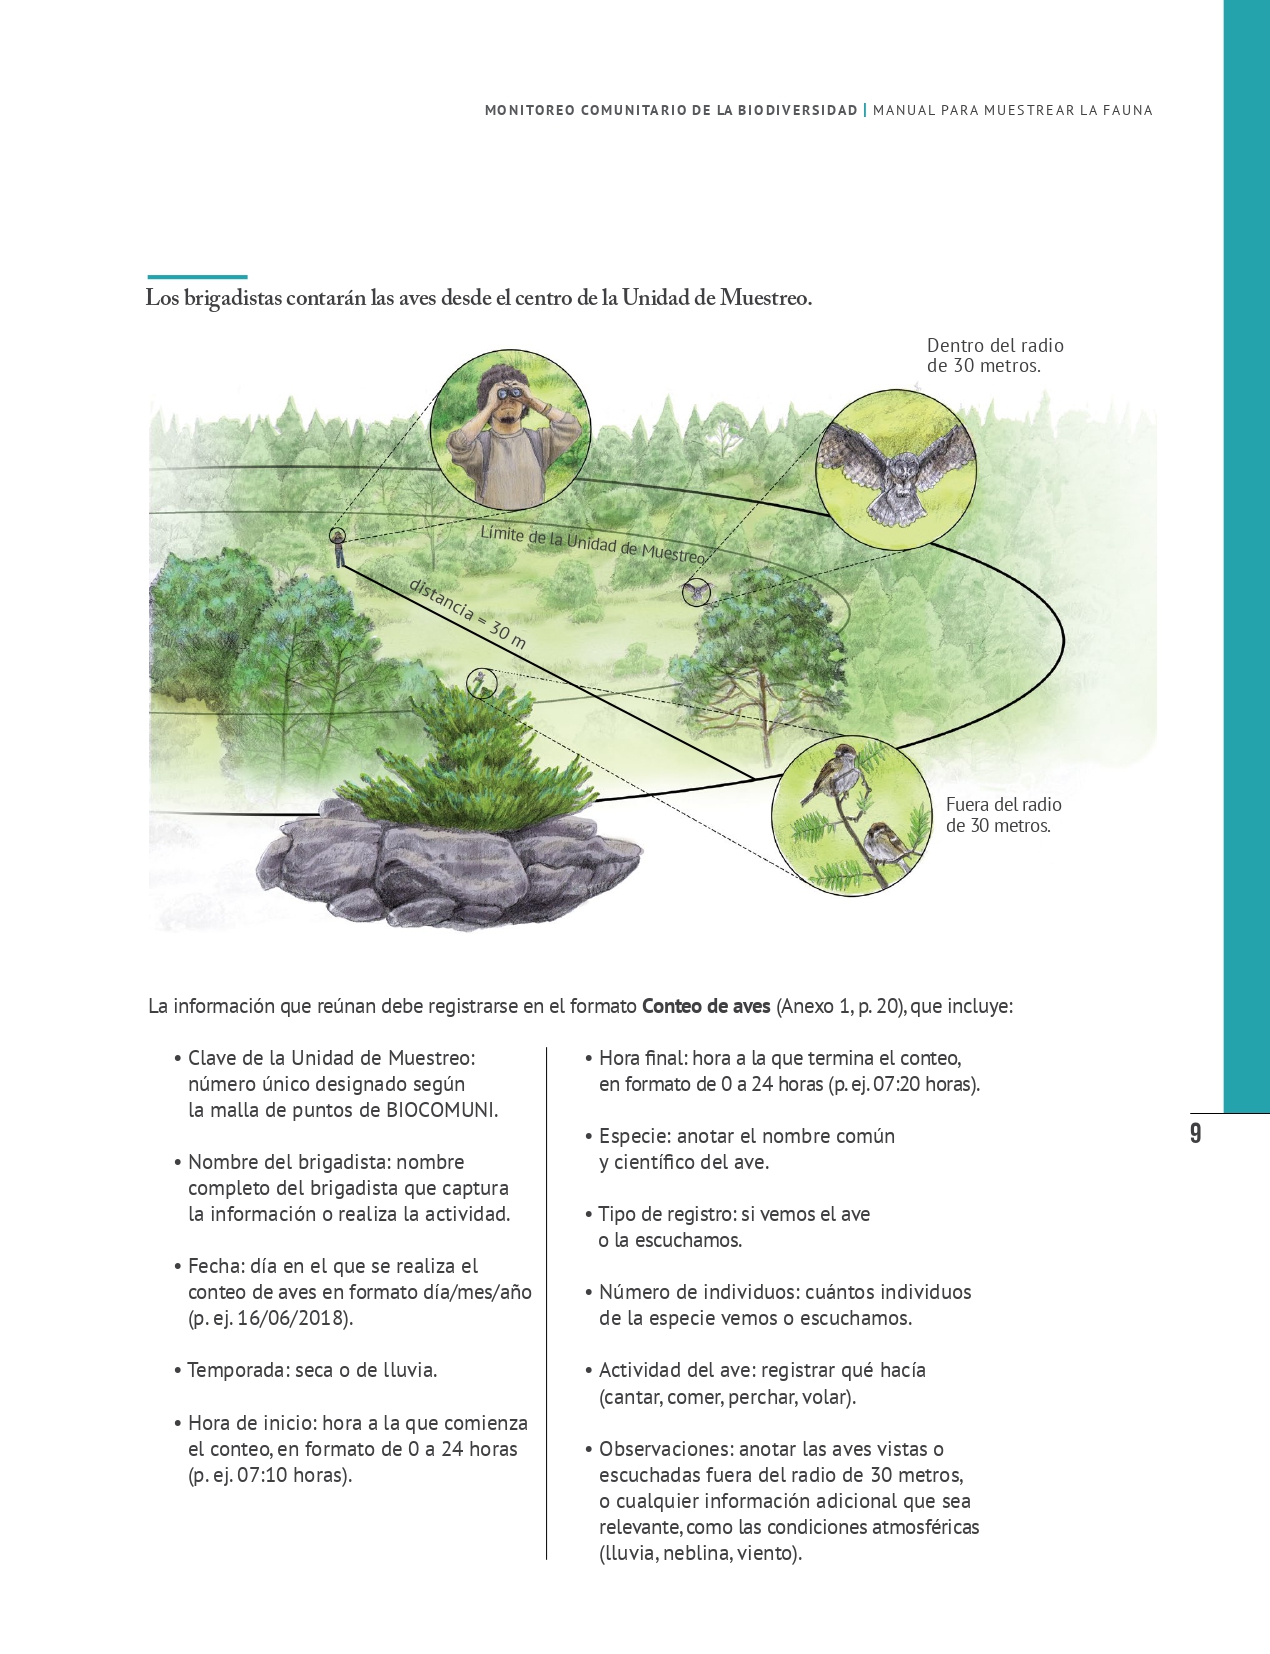 MONITOREO COMUNITARIO DE LA BIODIVERSIDAD | MANUAL PARA MUESTREAR LA FAUNA
Los brigadistas contarán las aves desde el centro de la Unidad de Muestreo.
Dentro del radio
de 30 metros.
Límite de la Unidad de Muestreo
distancia = 30 m
Fuera del radio
de 30 metros.
La información que reúnan debe registrarse en el formato Conteo de aves (Anexo 1, p. 20), que incluye:
• Clave de la Unidad de Muestreo:
número único designado según
la malla de puntos de BIOCOMUNI.
• Nombre del brigadista: nombre
completo del brigadista que captura
la información o realiza la actividad.
• Fecha: día en el que se realiza el
conteo de aves en formato día/mes/año
(p. ej. 16/06/2018).
• Temporada: seca o de lluvia.
• Hora de inicio: hora a la que comienza
el conteo, en formato de 0 a 24 horas
(p. ej. 07:10 horas).
• Hora final: hora a la que termina el conteo,
en formato de 0 a 24 horas (p. ej. 07:20 horas).
• Especie: anotar el nombre común
y científico del ave.
• Tipo de registro: si vemos el ave
o la escuchamos.
• Número de individuos: cuántos individuos
de la especie vemos o escuchamos.
• Actividad del ave: registrar qué hacía
(cantar, comer, perchar, volar).
• Observaciones: anotar las aves vistas o
escuchadas fuera del radio de 30 metros,
o cualquier información adicional que sea
relevante, como las condiciones atmosféricas
(lluvia, neblina, viento).
9